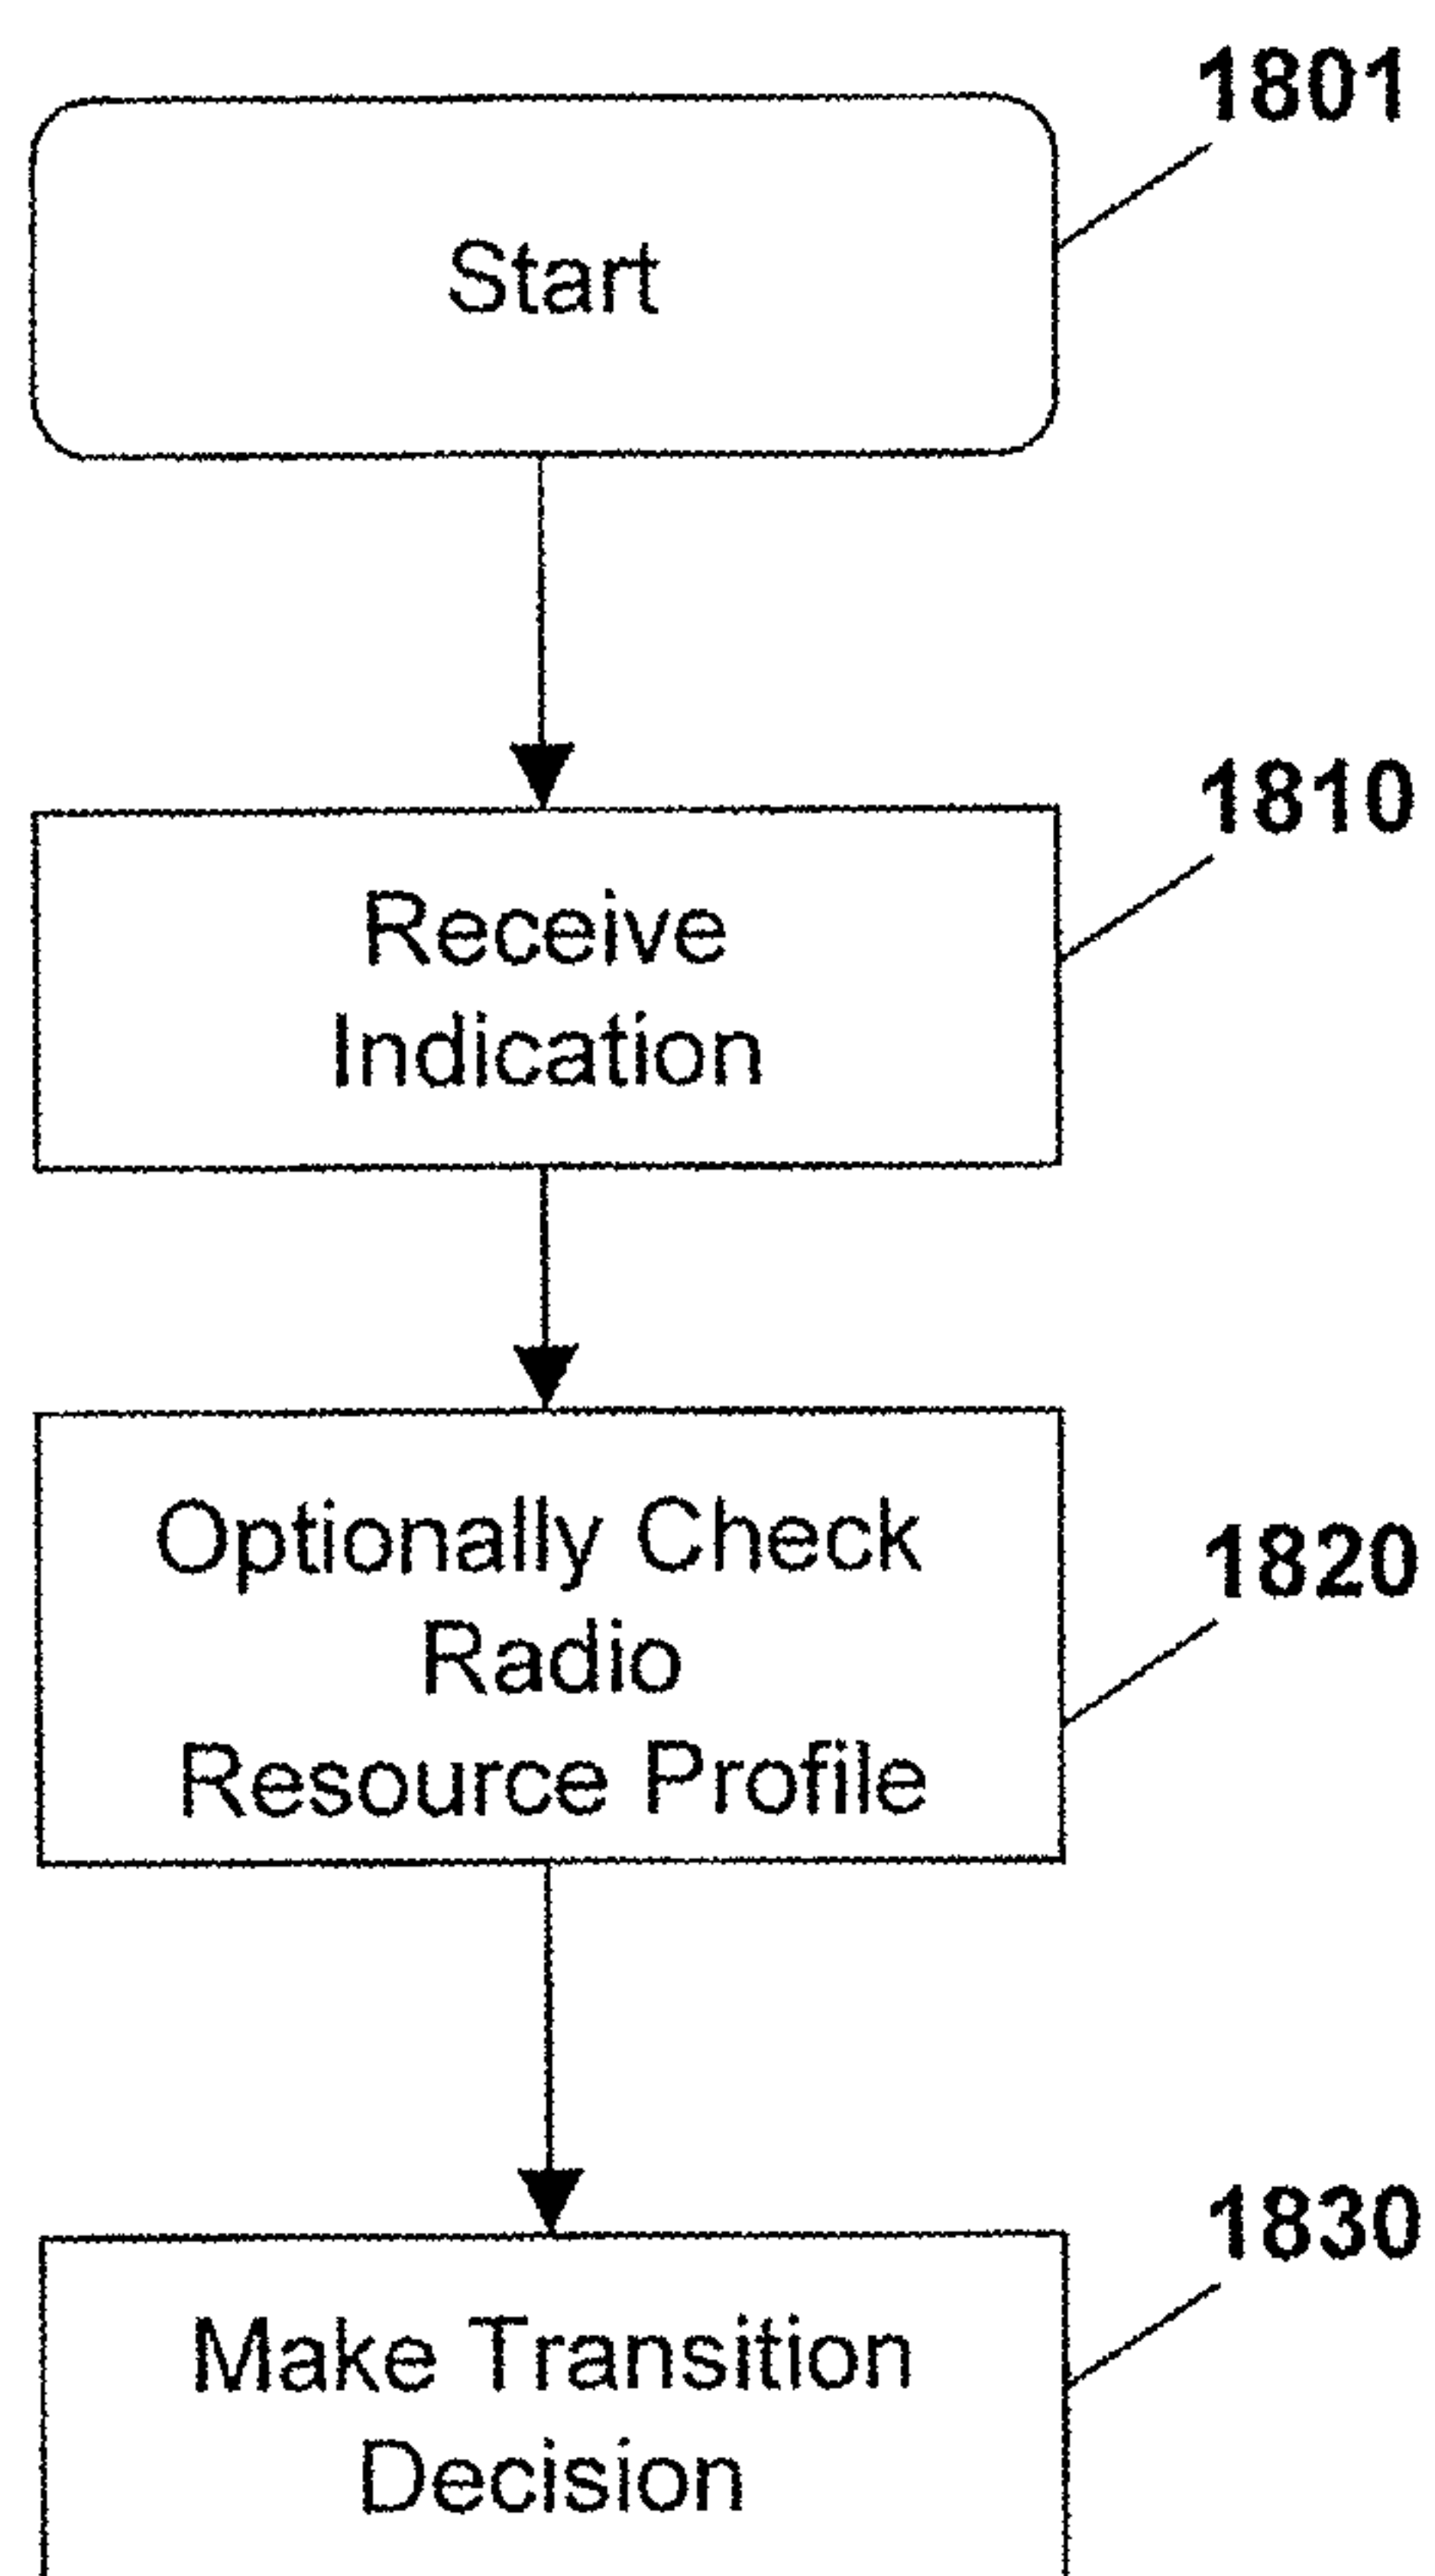 1801
Start
1810
Receive
Indication
Optionally Check
Radio
1820
Resource Profile
1830
Make Transition
Decision